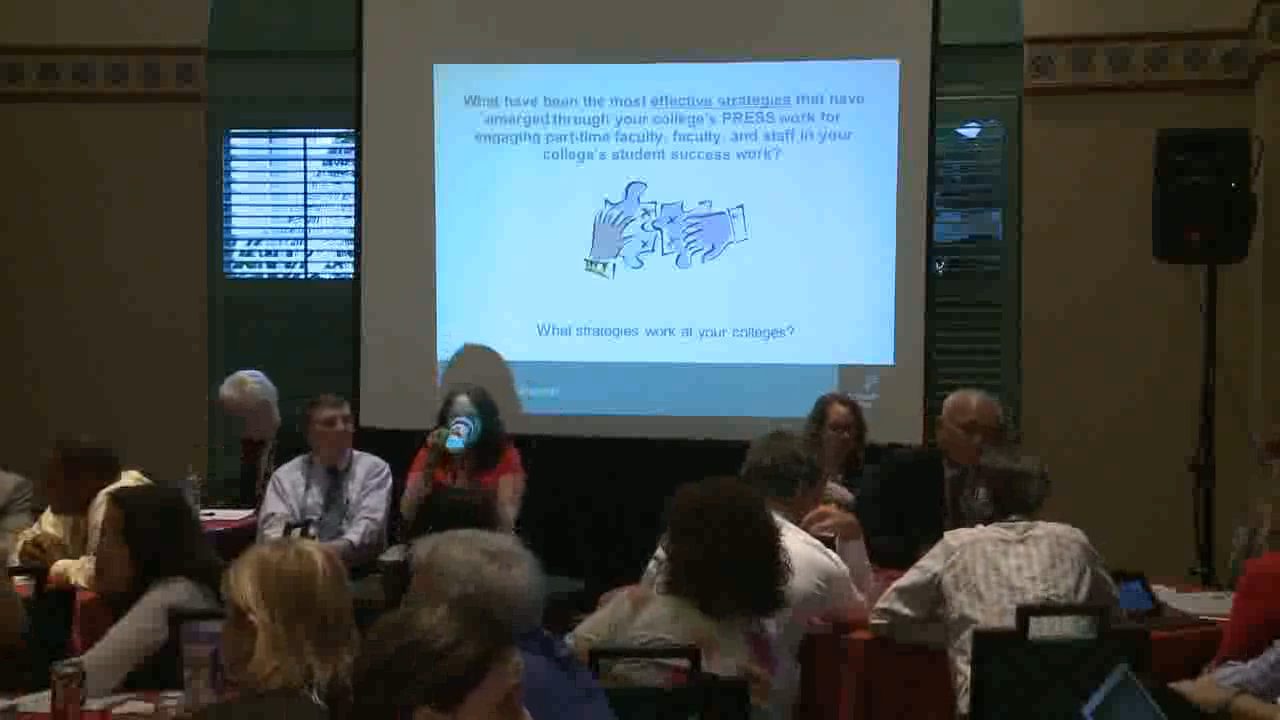 What have been the most effective strategies that have
emerged through your college's PRESS work for
engaging part-time faculty, faculty, and staff in your
college's student success work?
What strategies work at your colleges?